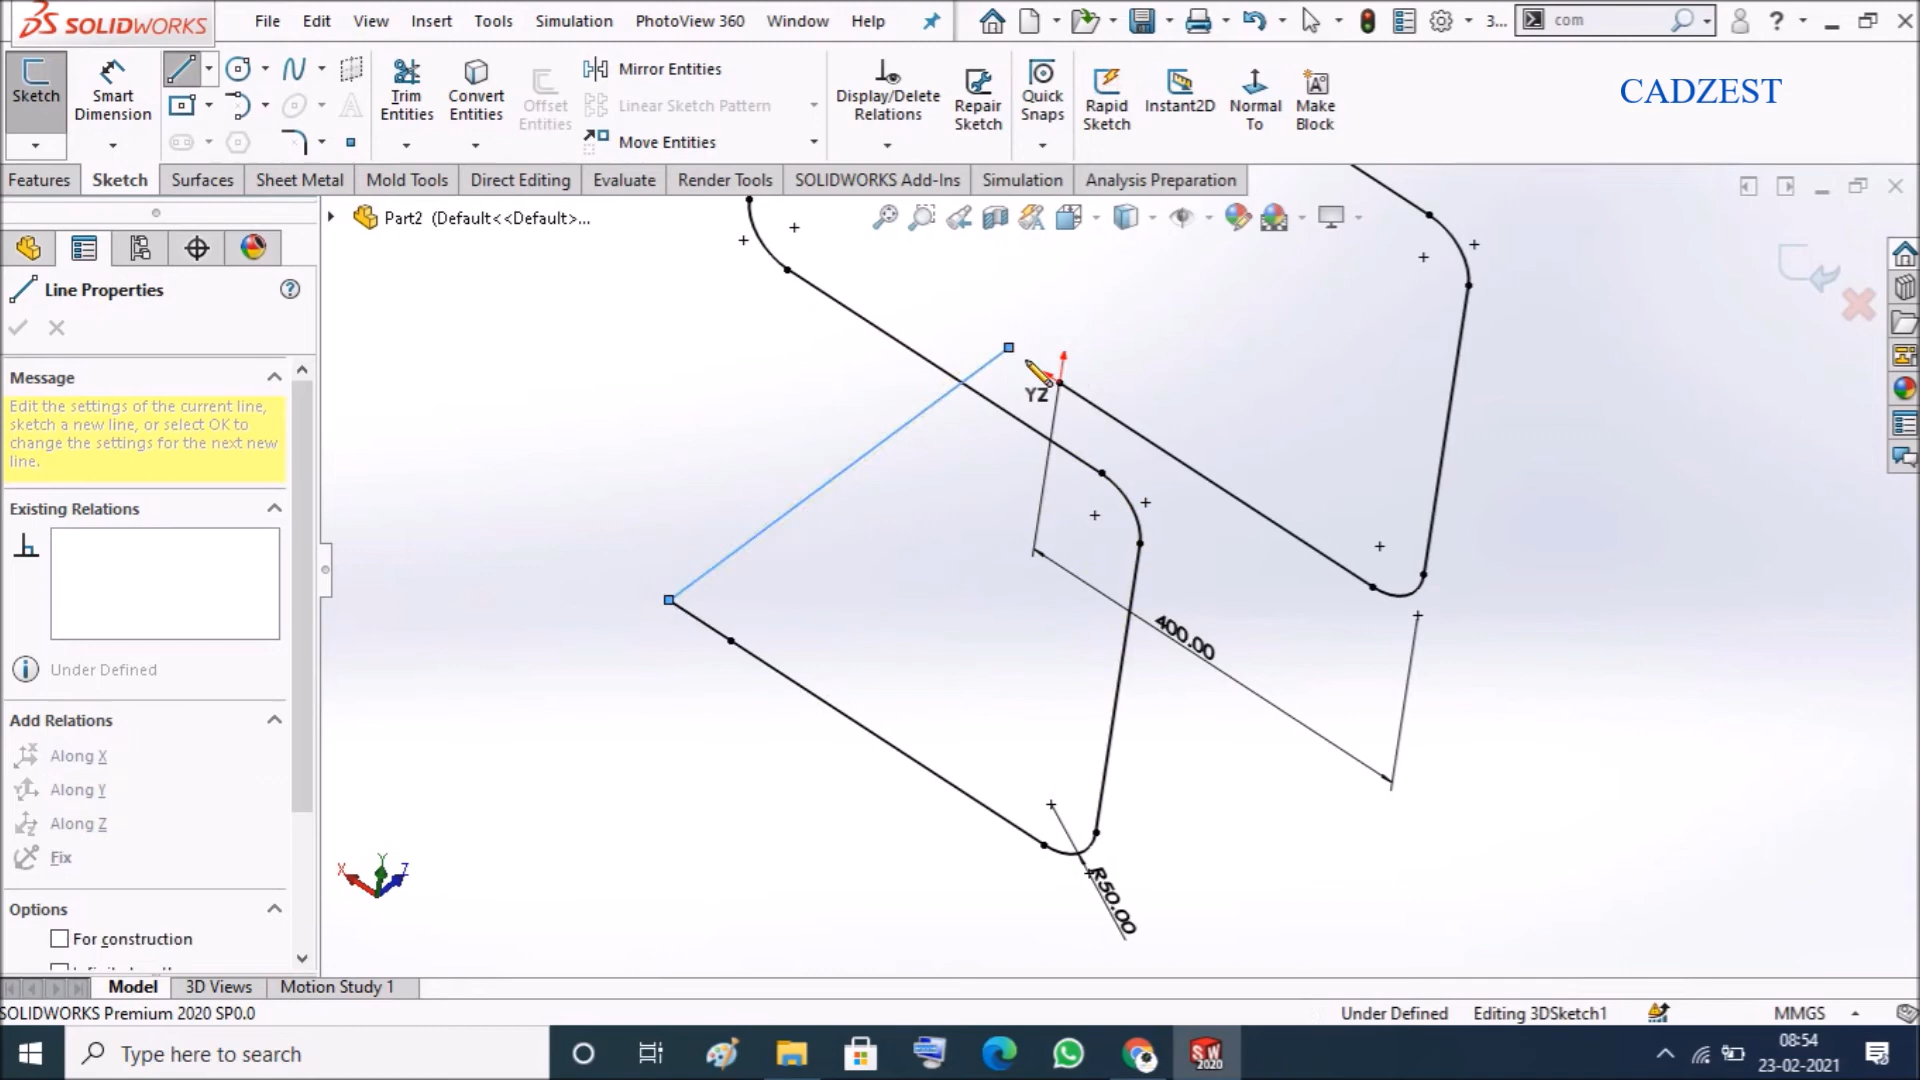 SOLIDWORKS
File Edit View Insert Tools Simulation PhotoView 360 Window Help
3...
com
Sketch
Smart Dimension
Trim Entities
Convert Entities
Offset Entities
Mirror Entities
Linear Sketch Pattern
Move Entities
Display/Delete Relations
Repair Sketch
Quick Snaps
Rapid Sketch
Instant2D
Normal To
Make Block
CADZEST
Features Sketch Surfaces Sheet Metal Mold Tools Direct Editing Evaluate Render Tools SOLIDWORKS Add-Ins Simulation Analysis Preparation
Part2 (Default<<Default>...
Line Properties
Message
Edit the settings of the current line,
sketch a new line, or select OK to
change the settings for the next new
line.
Existing Relations
Under Defined
Add Relations
Along X
Along Y
Along Z
Fix
Options
For construction
YZ
400.00
R50.00
X Y Z
Model 3D Views Motion Study 1
SOLIDWORKS Premium 2020 SP0.0
Under Defined Editing 3DSketch1 MMGS
Type here to search
SW
2020
08:54
23-02-2021